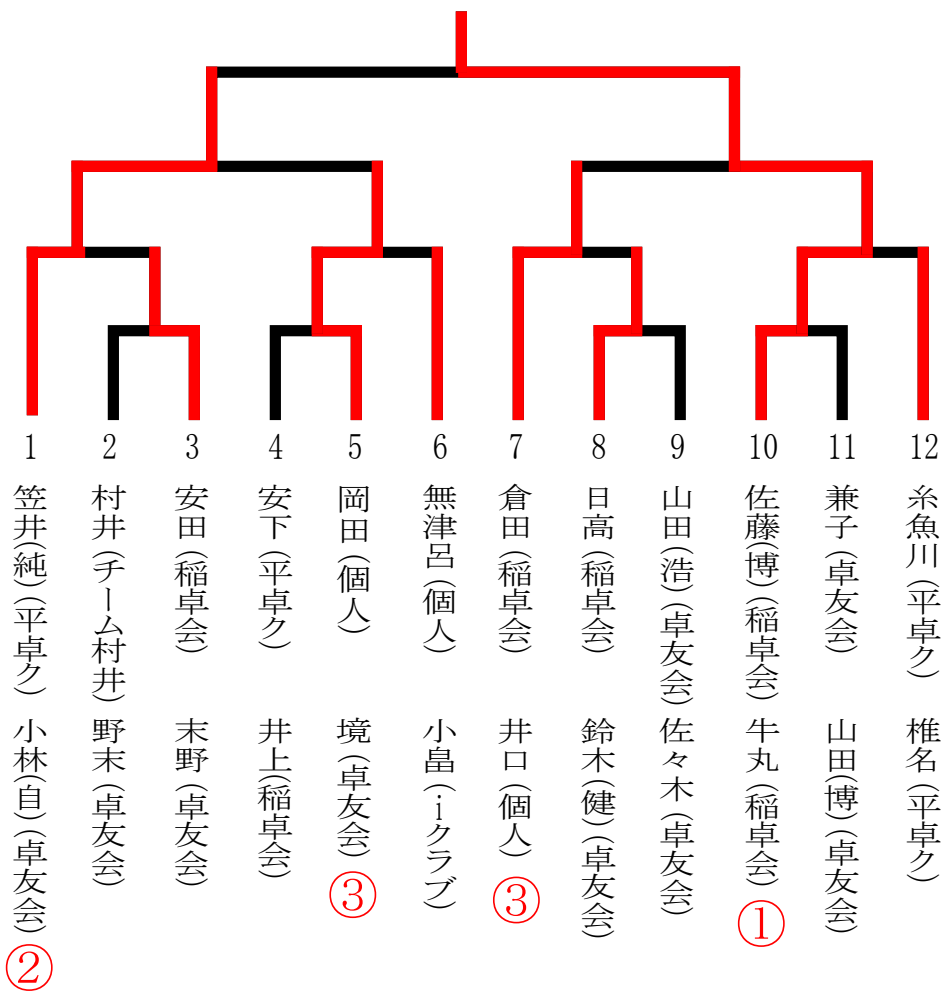 1 2 3 4 5 6 7 8 9 10 11 12
笠井(純)(平卓ク)
村井(チーム村井)
安田(稲卓会)
安下(平卓ク)
岡田(個人)
無津呂(個人)
倉田(稲卓会)
日高(稲卓会)
山田(浩)(卓友会)
佐藤(博)(稲卓会)
兼子(卓友会)
糸魚川(平卓ク)
小林(自)(卓友会)②
野末(卓友会)
末野(卓友会)
井上(稲卓会)
境(卓友会)③
小畠(iクラブ)
井口(個人)③
鈴木(健)(卓友会)
佐々木(卓友会)
牛丸(稲卓会)①
山田(博)(卓友会)
椎名(平卓ク)